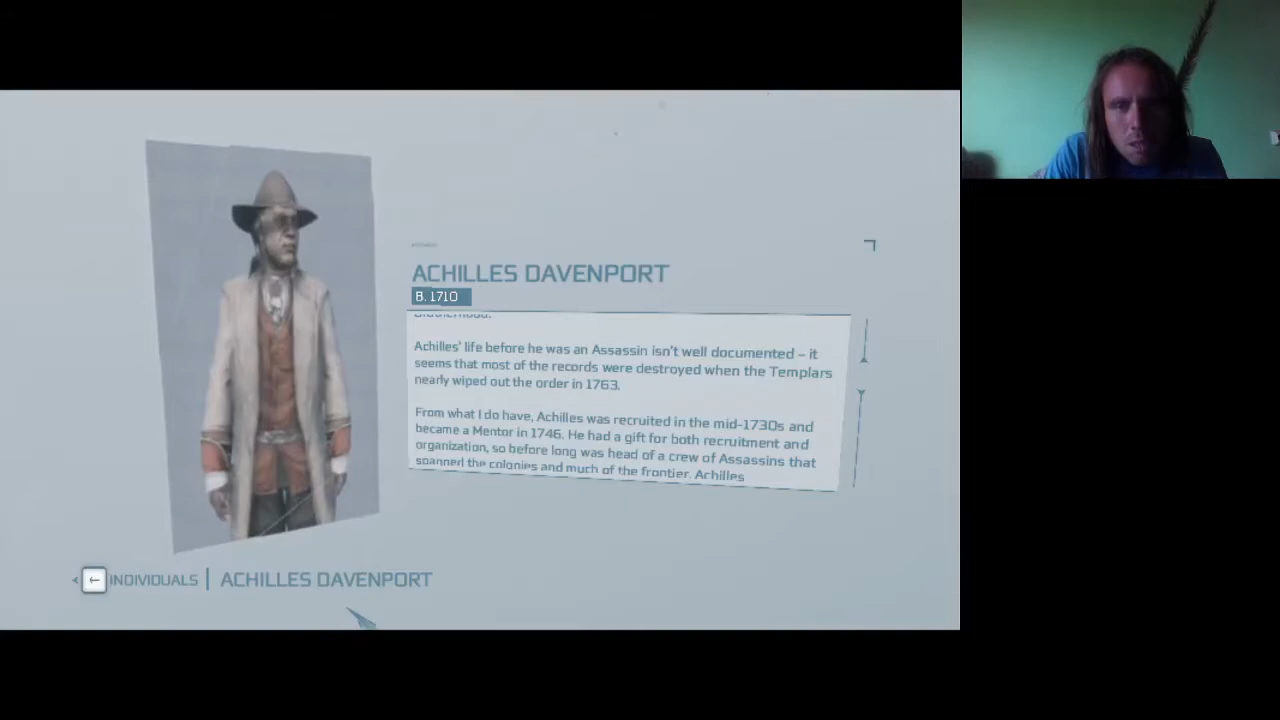 ACHILLES DAVENPORT
B. 1710
Brotherhood.
Achilles' life before he was an Assassin isn't well documented – it
seems that most of the records were destroyed when the Templars
nearly wiped out the order in 1763.
From what I do have, Achilles was recruited in the mid-1730s and
became a Mentor in 1746. He had a gift for both recruitment and
organization, so before long was head of a crew of Assassins that
spanned the colonies and much of the frontier. Achilles
INDIVIDUALS | ACHILLES DAVENPORT